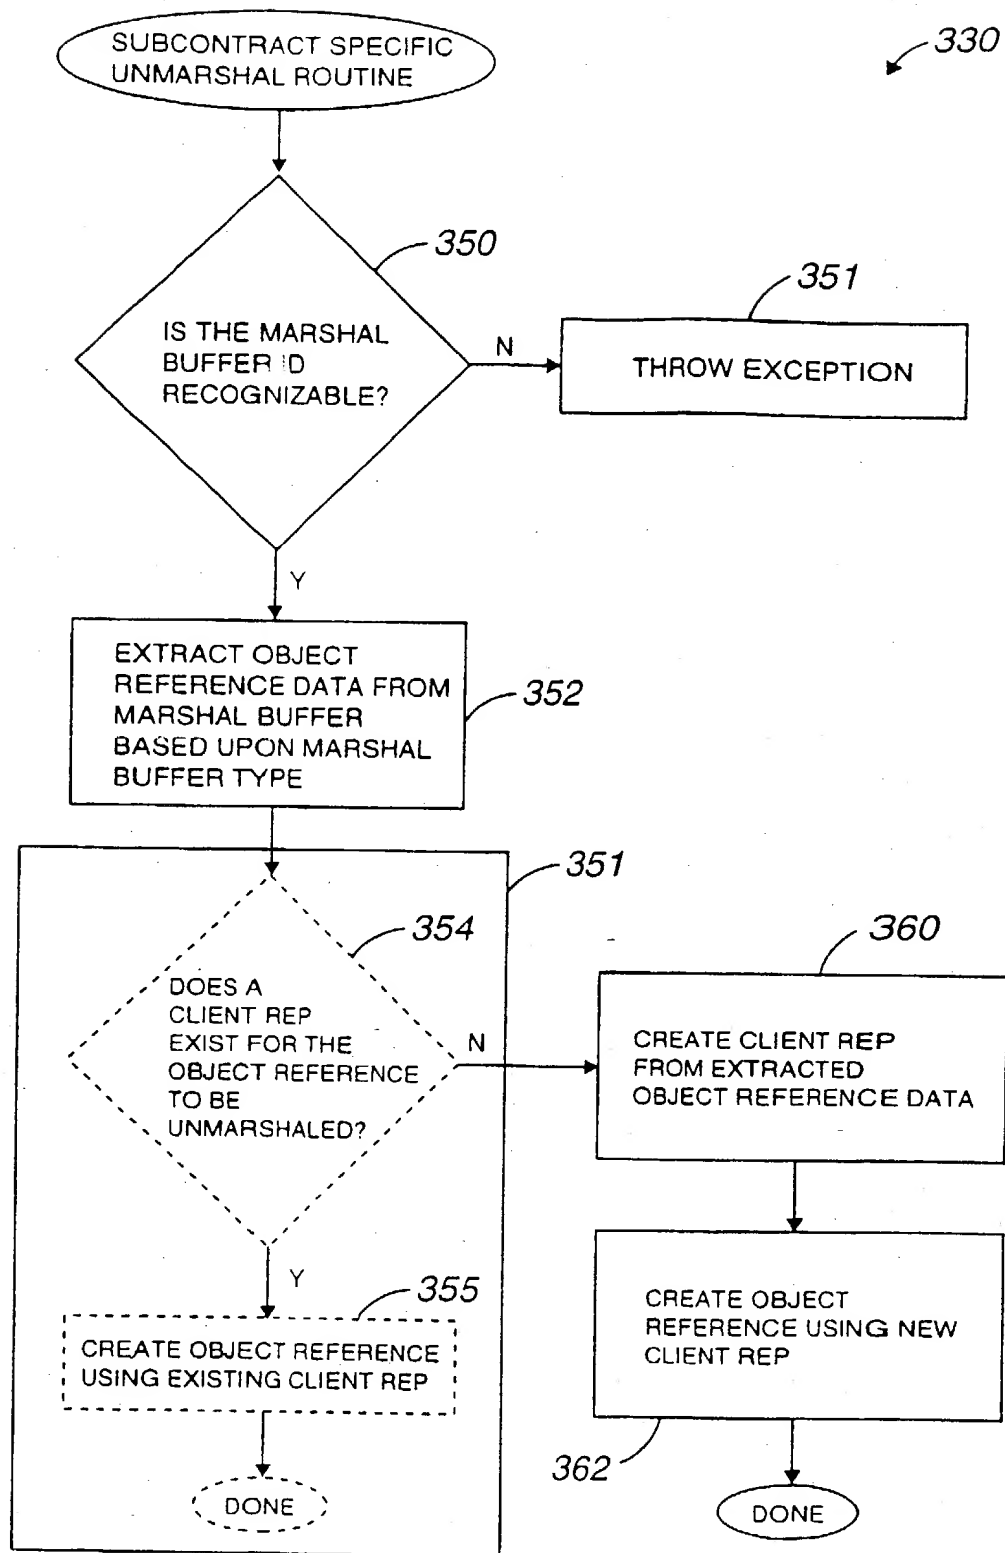 SUBCONTRACT SPECIFIC
UNMARSHAL ROUTINE
330
350
IS THE MARSHAL
BUFFER ID
RECOGNIZABLE?
N
351
THROW EXCEPTION
Y
EXTRACT OBJECT
REFERENCE DATA FROM
MARSHAL BUFFER
BASED UPON MARSHAL
BUFFER TYPE
352
351
354
DOES A
CLIENT REP
EXIST FOR THE
OBJECT REFERENCE
TO BE
UNMARSHALED?
N
360
CREATE CLIENT REP
FROM EXTRACTED
OBJECT REFERENCE DATA
Y
355
CREATE OBJECT REFERENCE
USING EXISTING CLIENT REP
DONE
CREATE OBJECT
REFERENCE USING NEW
CLIENT REP
362
DONE